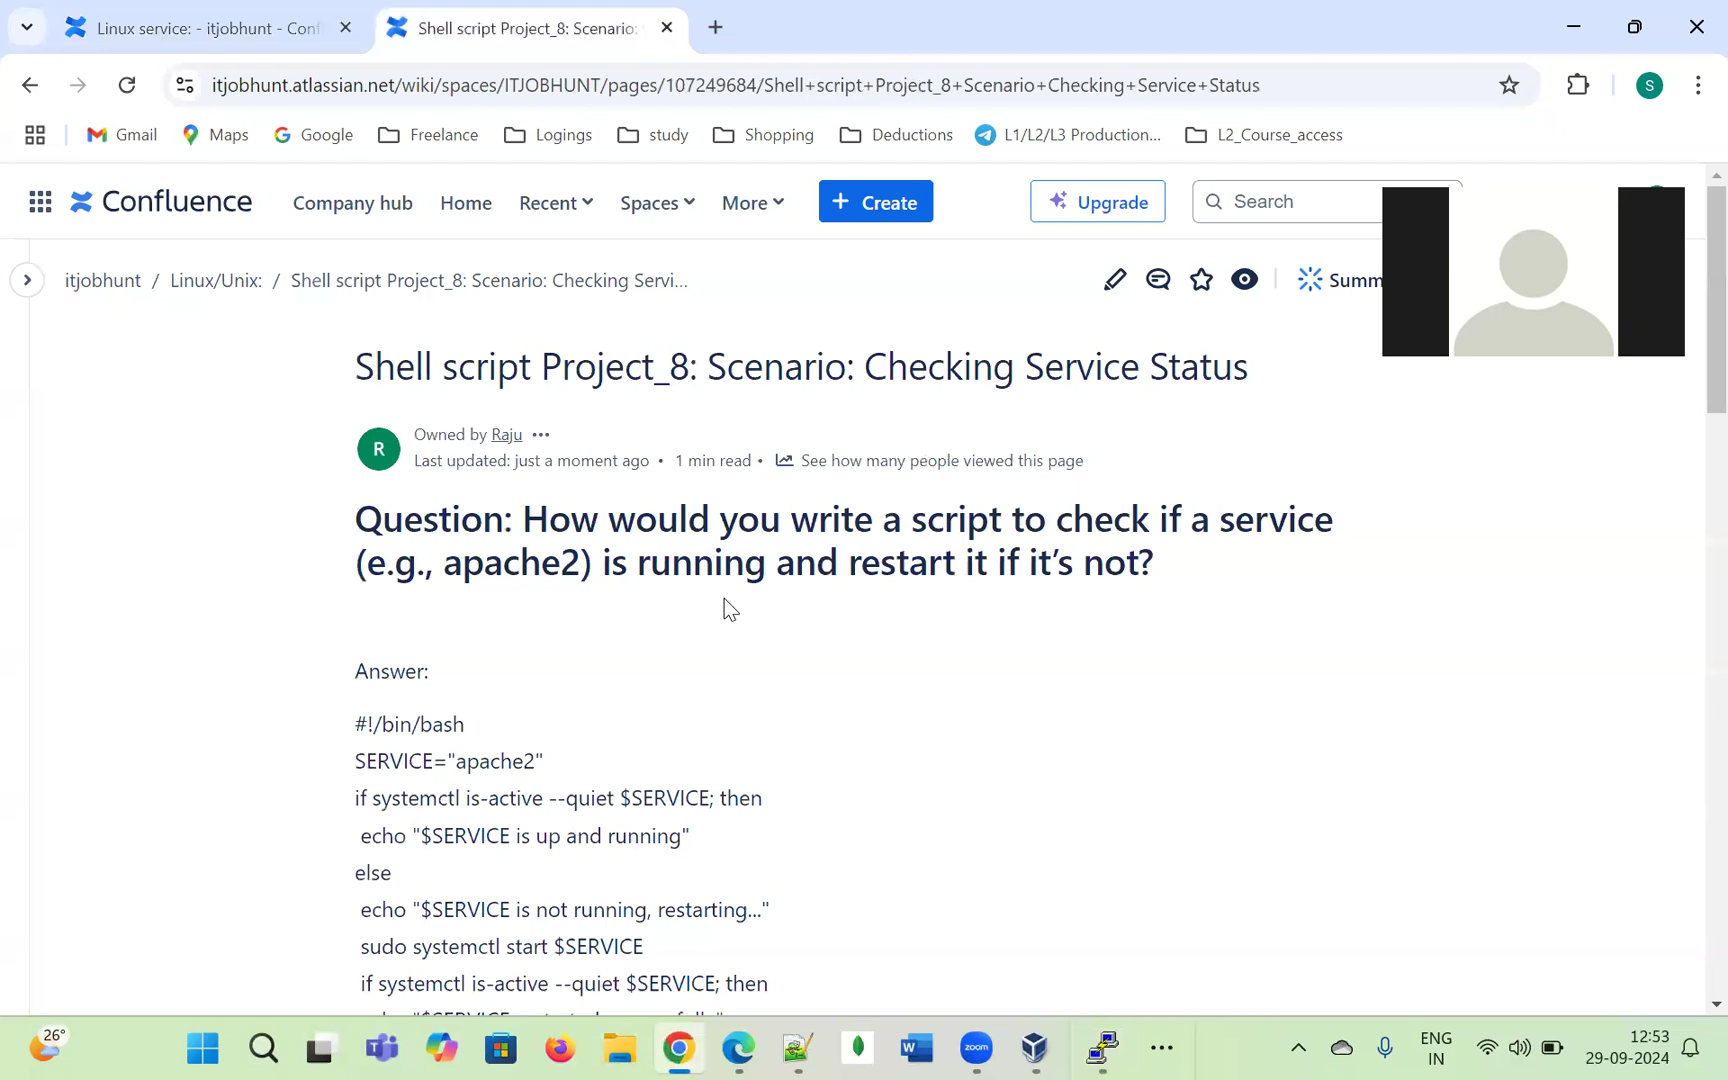 Linux service: - itjobhunt - Conf
Shell script Project_8: Scenario:
itjobhunt.atlassian.net/wiki/spaces/ITJOBHUNT/pages/107249684/Shell+script+Project_8+Scenario+Checking+Service+Status
S
Gmail Maps Google Freelance Logings study Shopping Deductions L1/L2/L3 Production... L2_Course_access
Confluence Company hub Home Recent Spaces More + Create Upgrade Search
itjobhunt / Linux/Unix: / Shell script Project_8: Scenario: Checking Servi... Summ
Shell script Project_8: Scenario: Checking Service Status
R
Owned by Raju •••
Last updated: just a moment ago • 1 min read • See how many people viewed this page
Question: How would you write a script to check if a service
(e.g., apache2) is running and restart it if it’s not?
Answer:
#!/bin/bash
SERVICE="apache2"
if systemctl is-active --quiet $SERVICE; then
echo "$SERVICE is up and running"
else
echo "$SERVICE is not running, restarting..."
sudo systemctl start $SERVICE
if systemctl is-active --quiet $SERVICE; then
26°
zoom
ENG
IN
12:53
29-09-2024